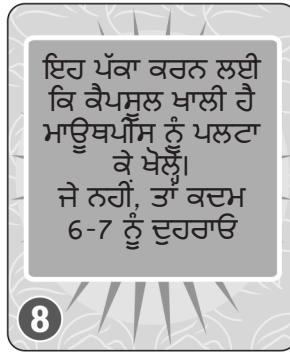 ਇਹ ਪੱਕਾ ਕਰਨ ਲਈ
ਕਿ ਕੈਪਸੂਲ ਖਾਲੀ ਹੈ
ਮਾਊਥਪੀਸ ਨੂੰ ਪਲਟਾ
ਕੇ ਖੋਲ੍ਹੋ।
ਜੇ ਨਹੀਂ, ਤਾਂ ਕਦਮ
6-7 ਨੂੰ ਦੁਹਰਾਓ
8